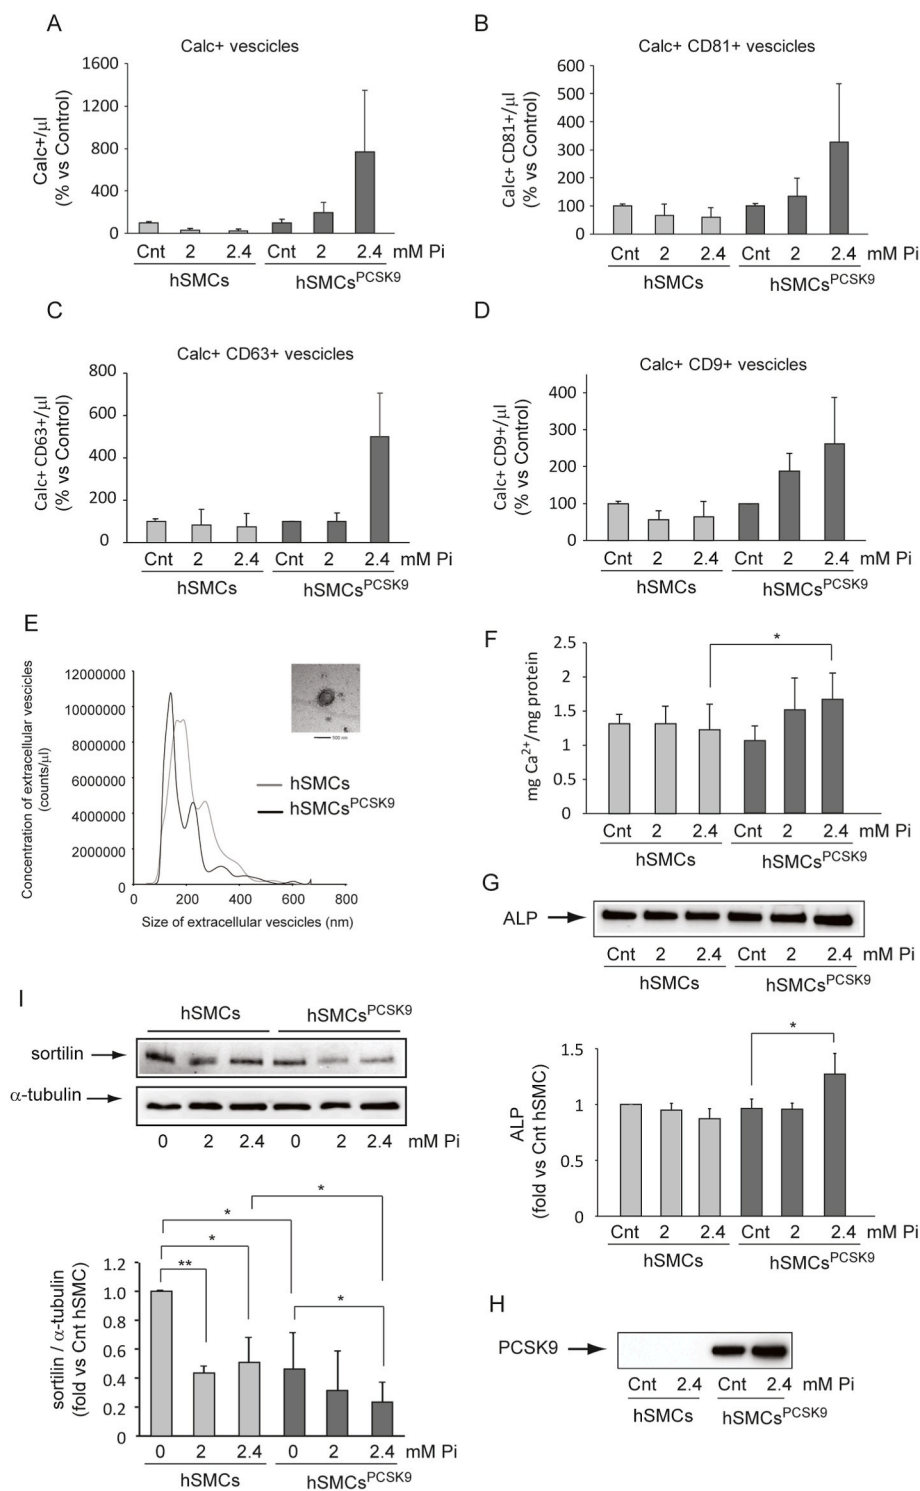 A
Calc+ vescicles
Calc+/µl
(% vs Control)
1600
1200
800
400
0
Cnt 2 2.4 Cnt 2 2.4 mM Pi
hSMCs hSMCsPCSK9
B
Calc+ CD81+ vescicles
Calc+ CD81+/µl
(% vs Control)
600
500
400
300
200
100
0
Cnt 2 2.4 Cnt 2 2.4 mM Pi
hSMCs hSMCsPCSK9
C
Calc+ CD63+ vescicles
Calc+ CD63+/µl
(% vs Control)
800
600
400
200
0
Cnt 2 2.4 Cnt 2 2.4 mM Pi
hSMCs hSMCsPCSK9
D
Calc+ CD9+ vescicles
Calc+ CD9+/µl
(% vs Control)
400
300
200
100
0
Cnt 2 2.4 Cnt 2 2.4 mM Pi
hSMCs hSMCsPCSK9
E
Concentration of extracellular vescicles
(counts/µl)
12000000
10000000
8000000
6000000
4000000
2000000
0
0 200 400 600 800
Size of extracellular vescicles (nm)
hSMCs
hSMCsPCSK9
F
mg Ca2+/mg protein
2.5
2
1.5
1
0.5
0
*
Cnt 2 2.4 Cnt 2 2.4 mM Pi
hSMCs hSMCsPCSK9
G
ALP
Cnt 2 2.4 Cnt 2 2.4 mM Pi
hSMCs hSMCsPCSK9
ALP
(fold vs Cnt hSMC)
1.5
1
0.5
0
*
Cnt 2 2.4 Cnt 2 2.4 mM Pi
hSMCs hSMCsPCSK9
H
PCSK9
Cnt 2.4 Cnt 2.4 mM Pi
hSMCs hSMCsPCSK9
I
hSMCs hSMCsPCSK9
sortilin
α-tubulin
0 2 2.4 0 2 2.4 mM Pi
sortilin / α-tubulin
(fold vs Cnt hSMC)
1.2
1.0
0.8
0.6
0.4
0.2
0
*
*
*
**
*
0 2 2.4 0 2 2.4 mM Pi
hSMCs hSMCsPCSK9